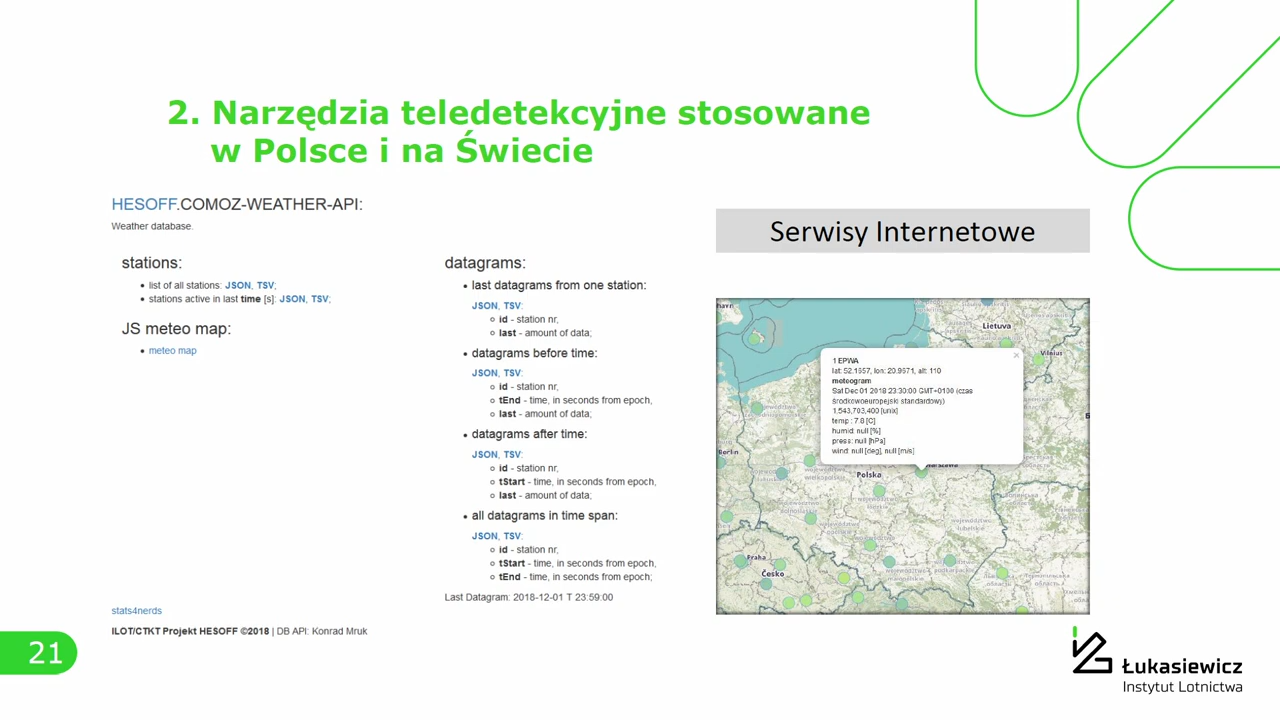 2. Narzędzia teledetekcyjne stosowane
w Polsce i na Świecie
HESOFF.COMOZ-WEATHER-API:
Weather database.
stations:
• list of all stations: JSON, TSV;
• stations active in last time [s]: JSON, TSV;
JS meteo map:
• meteo map
datagrams:
• last datagrams from one station:
JSON, TSV:
id - station nr,
last - amount of data;
• datagrams before time:
JSON, TSV:
id - station nr,
tEnd - time, in seconds from epoch,
last - amount of data;
• datagrams after time:
JSON, TSV:
id - station nr,
tStart - time, in seconds from epoch,
last - amount of data;
• all datagrams in time span:
JSON, TSV:
id - station nr,
tStart - time, in seconds from epoch,
tEnd - time, in seconds from epoch;
Last Datagram: 2018-12-01 T 23:59:00
stats4nerds
ILOT/CTKT Projekt HESOFF ©2018 | DB API: Konrad Mruk
Serwisy Internetowe
Lietuva
Vilnius
1 EPWA
lat: 52.1657, lon: 20.9671, alt: 110
meteogram
Sat Dec 01 2018 23:30:00 GMT+0100 (czas
środkowoeuropejski standardowy)
1,543,703,400 [unix]
temp : 7.8 [C]
humid: null [%]
press: null [hPa]
wind: null [deg], null [m/s]
Berlin
Polska
Warszawa
Praha
Česko
21
Łukasiewicz
Instytut Lotnictwa